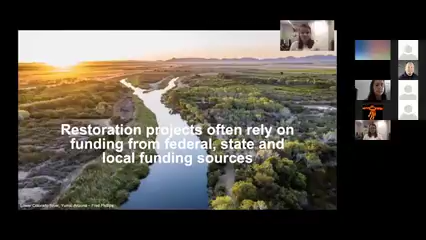 Restoration projects often rely on
funding from federal, state and
local funding sources
Lower Colorado River, Yuma, Arizona - Fred Phillips